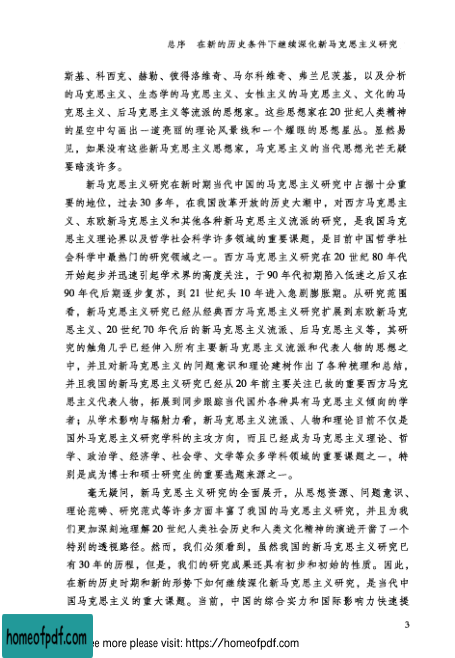 总序　在新的历史条件下继续深化新马克思主义研究
斯基、科西克、赫勒、彼得洛维奇、马尔科维奇、弗兰尼茨基，以及分析
的马克思主义、生态学的马克思主义、女性主义的马克思主义、文化的马
克思主义、后马克思主义等流派的思想家。这些思想家在 20 世纪人类精神
的星空中勾画出一道亮丽的理论风景线和一个耀眼的思想星丛。显然易
见，如果没有这些新马克思主义思想家，马克思主义的当代思想光芒无疑
要暗淡许多。
新马克思主义研究在新时期当代中国的马克思主义研究中占据十分重
要的地位，过去 30 多年，在我国改革开放的历史大潮中，对西方马克思主
义、东欧新马克思主义和其他各种新马克思主义流派的研究，是我国马克
思主义理论界以及哲学社会科学许多领域的重要课题，是目前中国哲学社
会科学中最热门的研究领域之一。西方马克思主义研究在 20 世纪 80 年代
开始起步并迅速引起学术界的高度关注，于 90 年代初期陷入低迷之后又在
90 年代后期逐步复苏，到 21 世纪头 10 年进入急剧膨胀期。从研究范围
看，新马克思主义研究已经从经典西方马克思主义研究扩展到东欧新马克
思主义、20 世纪 70 年代后的新马克思主义流派、后马克思主义等，其研
究的触角几乎已经伸入所有主要新马克思主义流派和代表人物的思想之
中，并且对新马克思主义的问题意识和理论建树作出了各种梳理和总结，
并且我国的新马克思主义研究已经从 20 年前主要关注已故的重要西方马克
思主义代表人物，拓展到同步跟踪当代国外各种具有马克思主义倾向的学
者；从学术影响与辐射力看，新马克思主义流派、人物和理论目前不仅是
国外马克思主义研究学科的主攻方向，而且已经成为马克思主义理论、哲
学、政治学、经济学、社会学、文学等众多学科领域的重要课题之一，特
别是成为博士和硕士研究生的重要选题来源之一。
毫无疑问，新马克思主义研究的全面展开，从思想资源、问题意识、
理论范畴、研究范式等许多方面丰富了我国的马克思主义研究，并且为我
们更加深刻地理解 20 世纪人类社会历史和人类文化精神的演进开凿了一个
特别的透视路径。然而，我们必须看到，虽然我国的新马克思主义研究已
有 30 年的历程，但是，我们的研究成果还具有初步和初始的性质。因此，
在新的历史时期和新的形势下如何继续深化新马克思主义研究，是当代中
国马克思主义的重大课题。当前，中国的综合实力和国际影响力快速提
3
homeofpdf.com
ee more please visit: https://homeofpdf.com